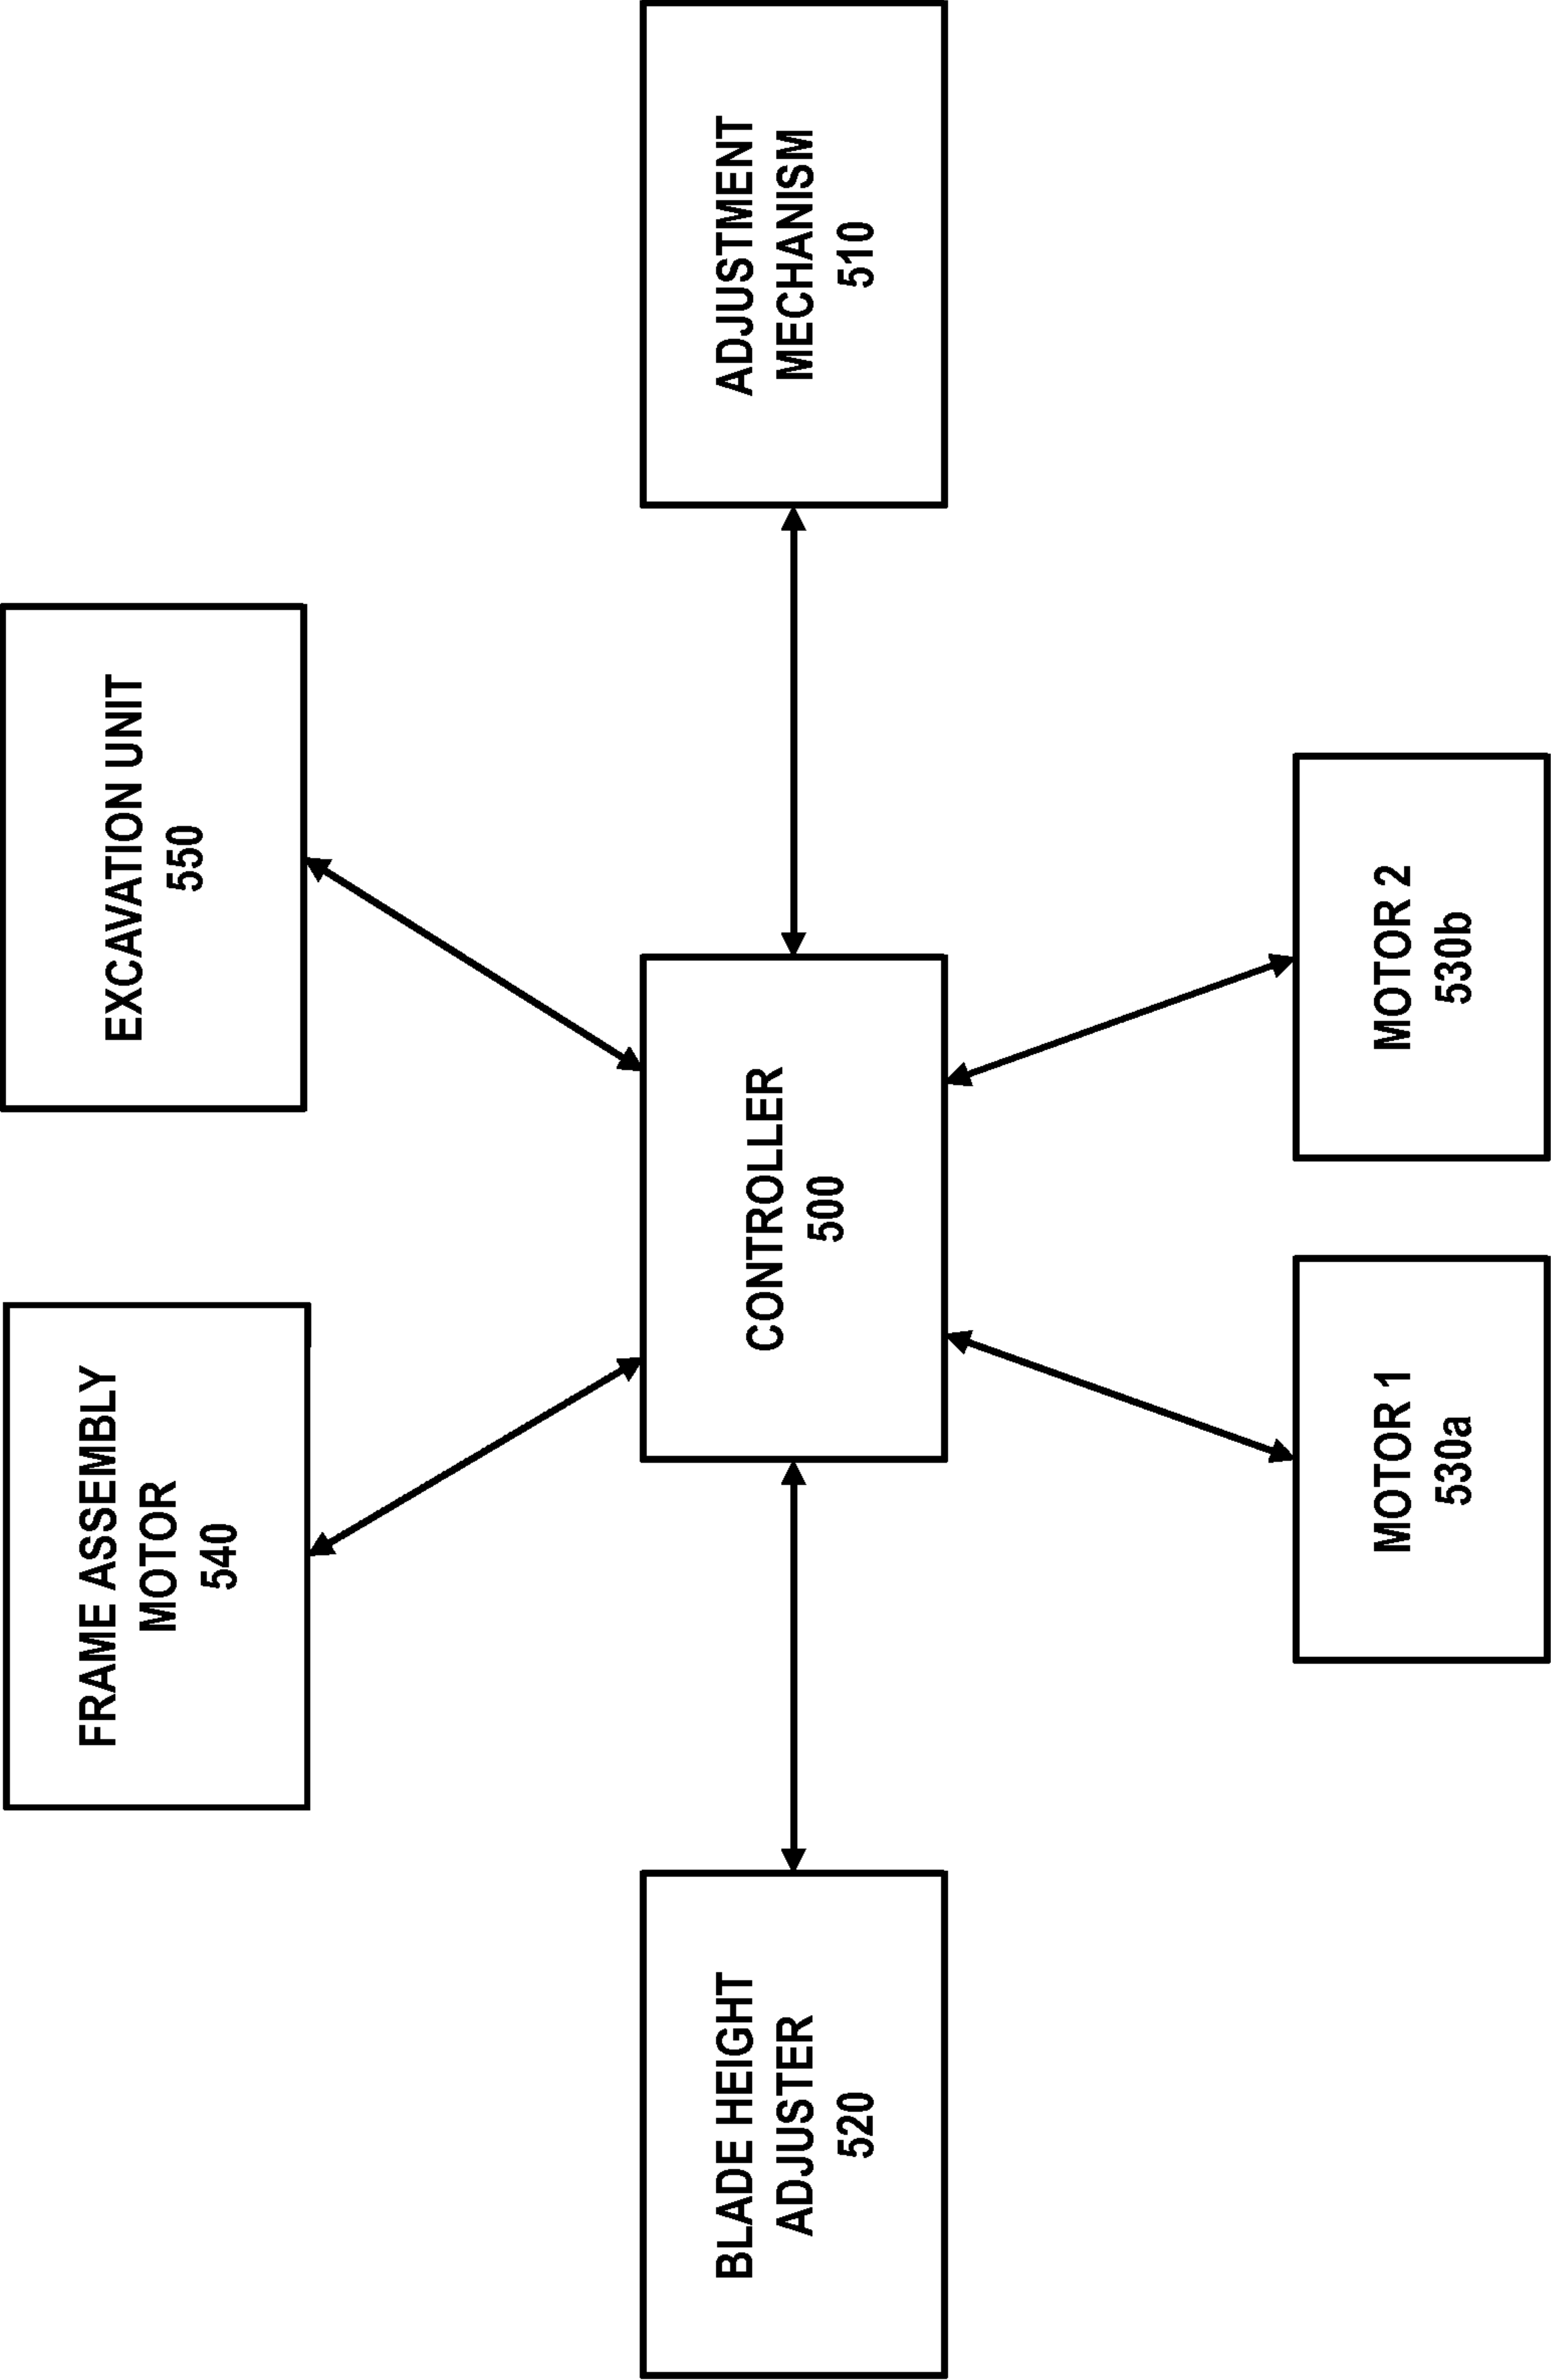 FRAME ASSEMBLY
MOTOR
540
EXCAVATION UNIT
550
BLADE HEIGHT
ADJUSTER
520
CONTROLLER
500
ADJUSTMENT
MECHANISM
510
MOTOR 1
530a
MOTOR 2
530b